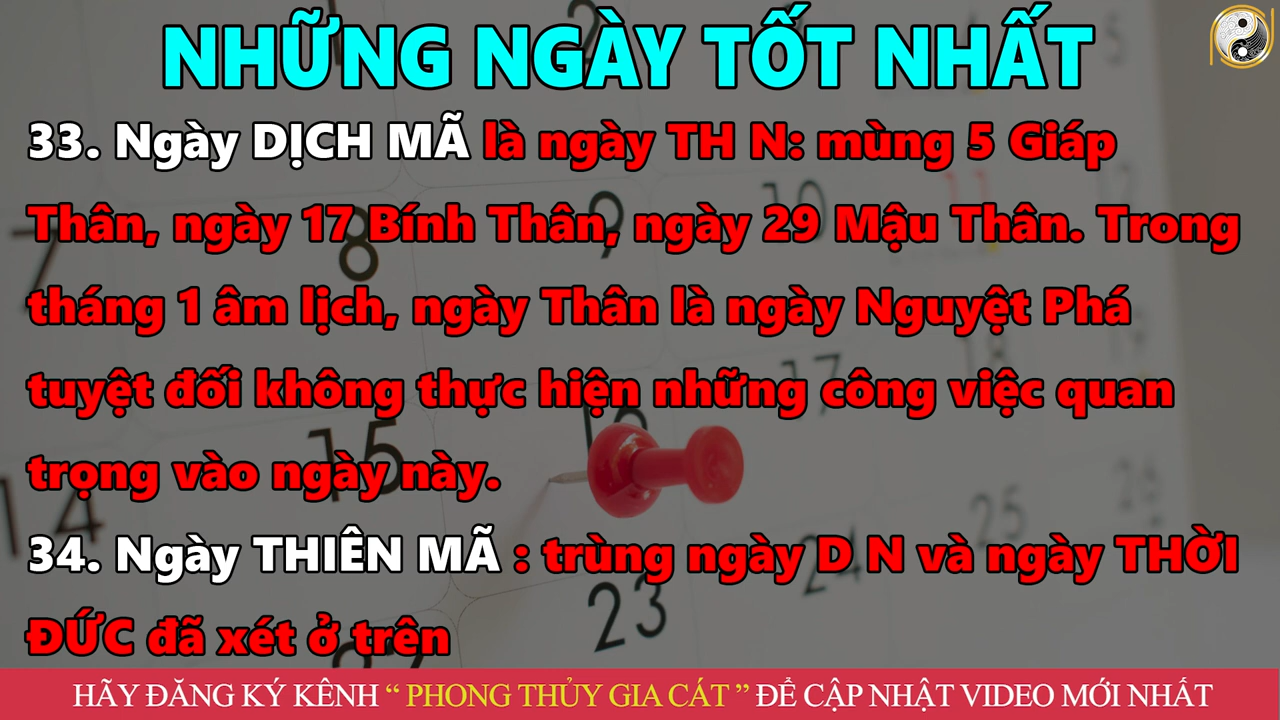 NHỮNG NGÀY TỐT NHẤT
33. Ngày DỊCH MÃ là ngày TH N: mùng 5 Giáp
Thân, ngày 17 Bính Thân, ngày 29 Mậu Thân. Trong
tháng 1 âm lịch, ngày Thân là ngày Nguyệt Phá
tuyệt đối không thực hiện những công việc quan
trọng vào ngày này.
34. Ngày THIÊN MÃ : trùng ngày D N và ngày THỜI
ĐỨC đã xét ở trên
HÃY ĐĂNG KÝ KÊNH “ PHONG THỦY GIA CÁT ” ĐỂ CẬP NHẬT VIDEO MỚI NHẤT